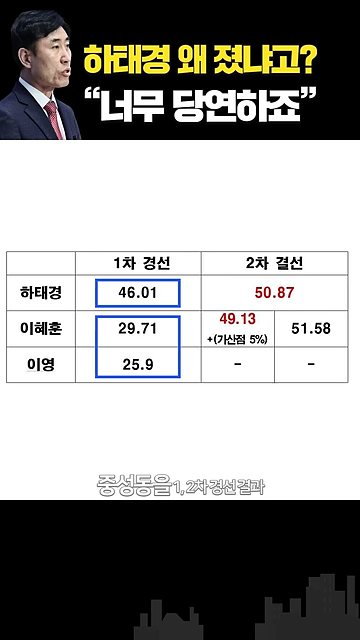 하태경 왜 졌냐고?
“너무 당연하죠”
1차 경선 2차 결선
하태경 46.01 50.87
이혜훈 29.71 49.13 +(가산점 5%) 51.58
이영 25.9 - -
중성동을 1, 2차 경선 결과